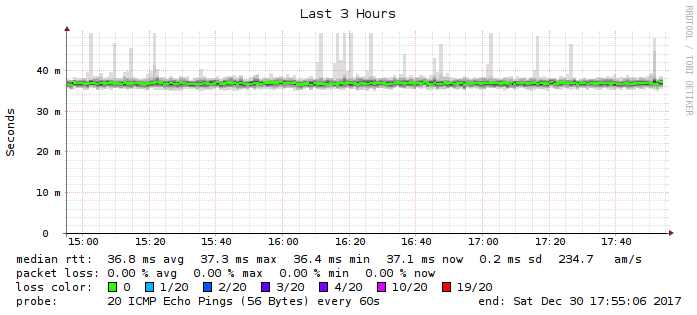 Last 3 Hours
RRDTOOL / TOBI OETIKER
Seconds
40 m
30 m
20 m
10 m
0
15:00 15:20 15:40 16:00 16:20 16:40 17:00 17:20 17:40
median rtt: 36.8 ms avg 37.3 ms max 36.4 ms min 37.1 ms now 0.2 ms sd 234.7 am/s
packet loss: 0.00 % avg 0.00 % max 0.00 % min 0.00 % now
loss color: 0 1/20 2/20 3/20 4/20 10/20 19/20
probe: 20 ICMP Echo Pings (56 Bytes) every 60s end: Sat Dec 30 17:55:06 2017